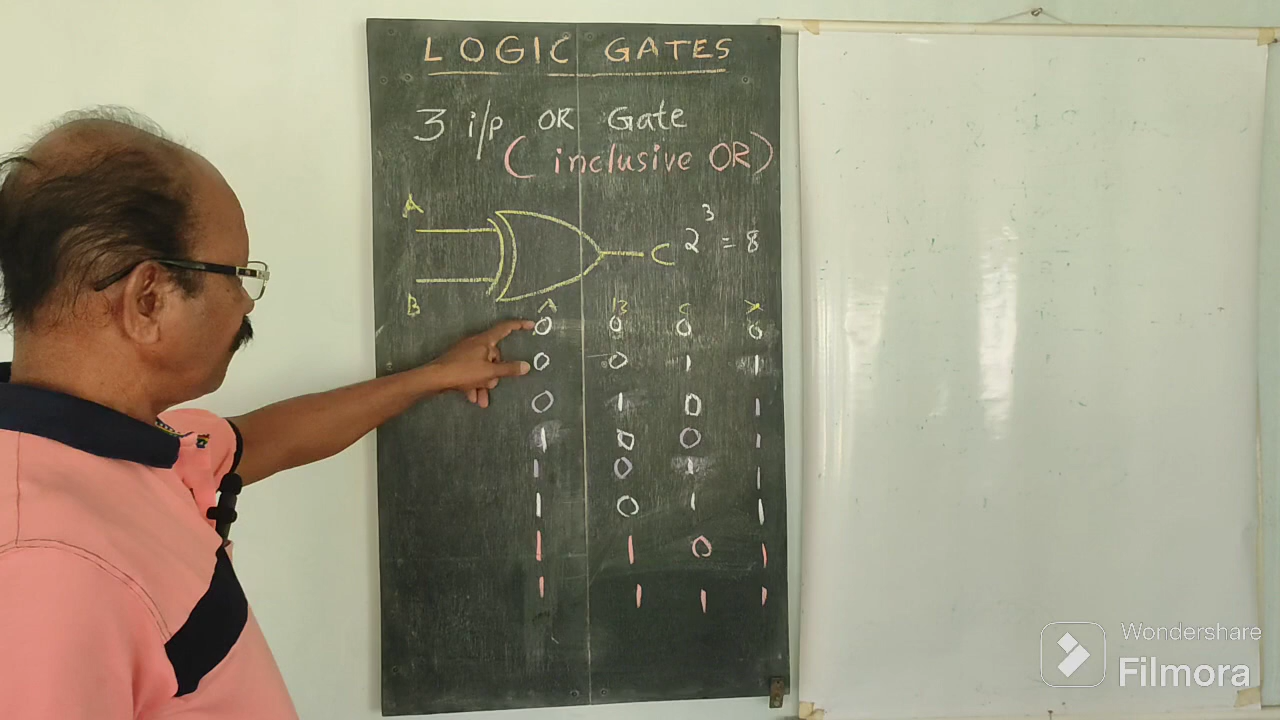 LOGIC GATES
3 i/p OR Gate
(inclusive OR)
A
B
C
2³ = 8
A B C Y
0 0 0 0
0 0 1 1
0 1 0 1
1 0 0 1
1 0 1 1
1 0 1 1
1 1 0 1
1 1 1 1
Wondershare
Filmora